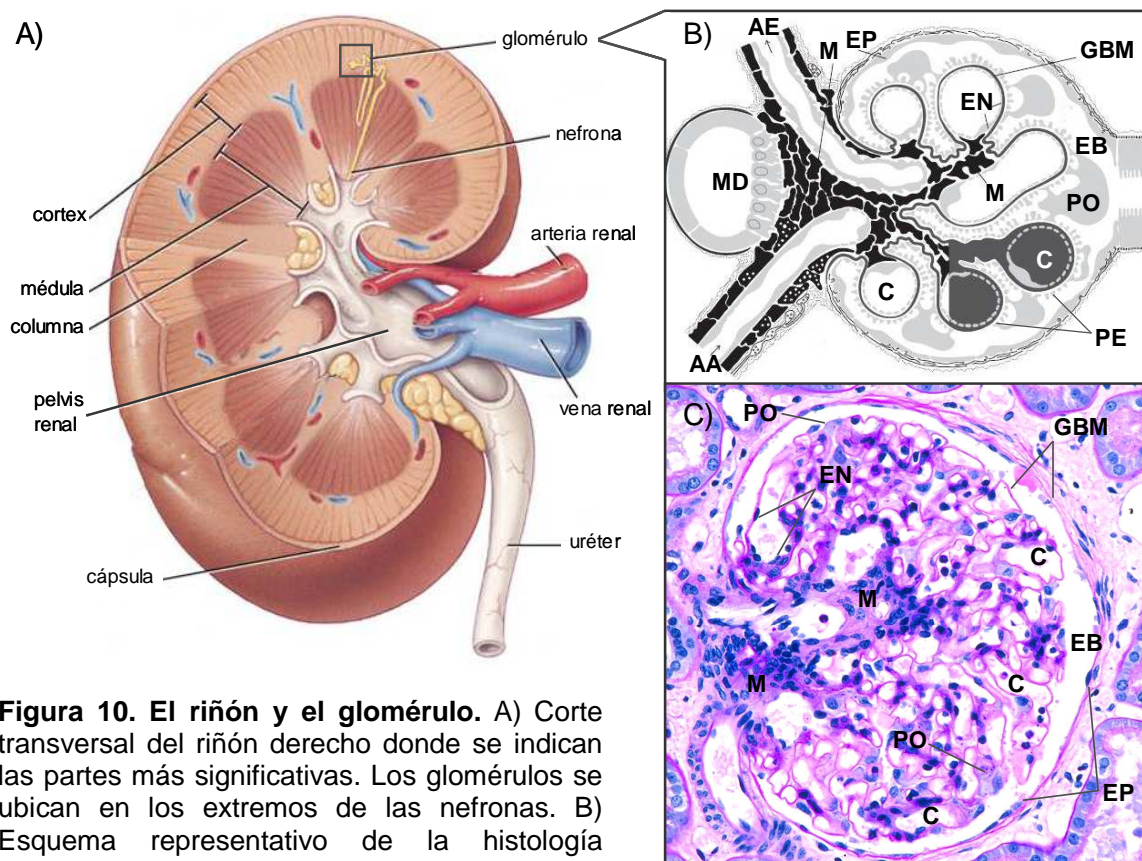 A)
glomérulo
nefrona
cortex
arteria renal
médula
columna
pelvis
renal
vena renal
uréter
cápsula
B)
AE
M
EP
GBM
EN
EB
MD
M
PO
C
C
PE
AA
C)
PO
GBM
EN
C
M
EB
M
C
PO
EP
C
Figura 10. El riñón y el glomérulo. A) Corte
transversal del riñón derecho donde se indican
las partes más significativas. Los glomérulos se
ubican en los extremos de las nefronas. B)
Esquema representativo de la histología